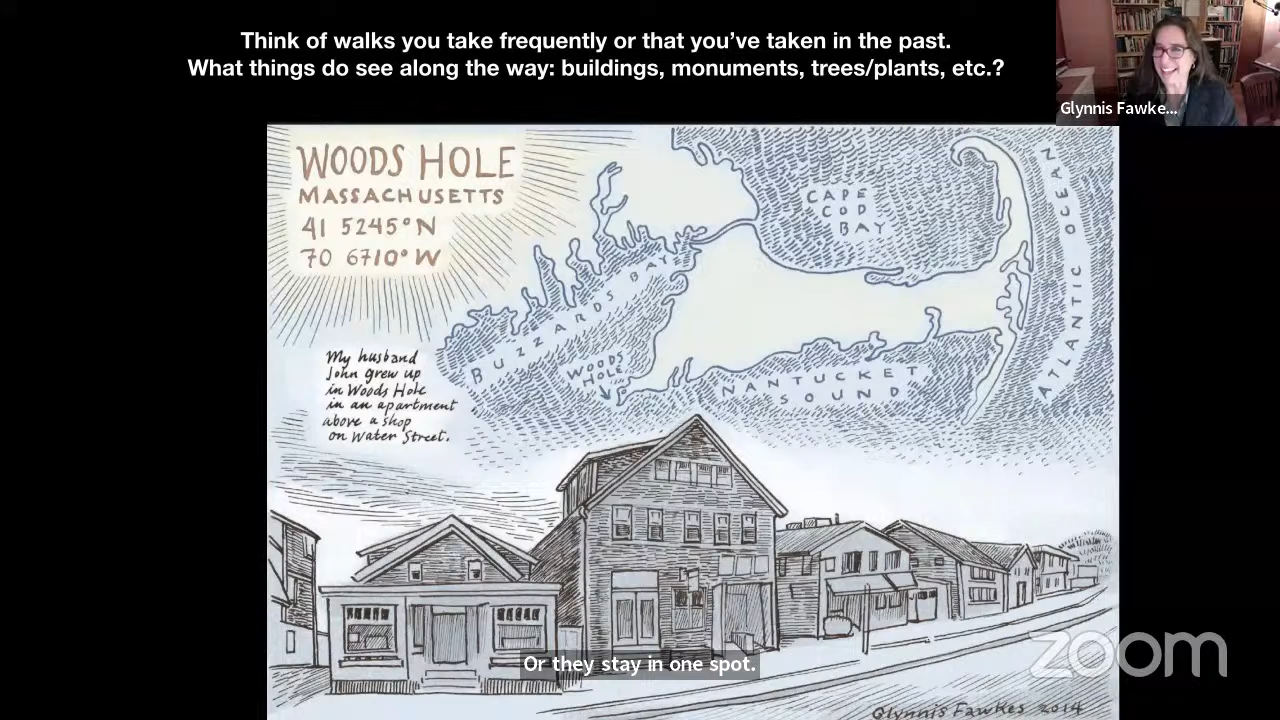 Think of walks you take frequently or that you've taken in the past.
What things do see along the way: buildings, monuments, trees/plants, etc.?
Glynnis Fawke...
WOODS HOLE
MASSACHUSETTS
41 5245° N
70 6710° W
CAPE
COD
BAY
ATLANTIC OCEAN
BUZZARDS BAY
WOODS
HOLE
NANTUCKET
SOUND
My husband
John grew up
in Woods Hole
in an apartment
above a shop
on Water Street.
Or they stay in one spot.
zoom
Glynnis Fawkes 2014